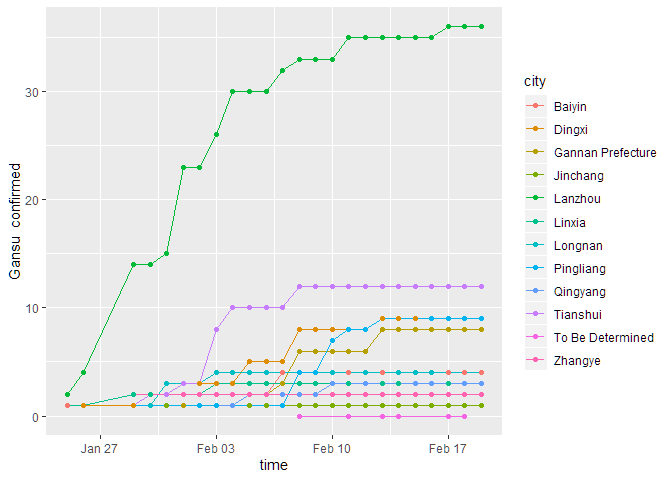 Gansu confirmed
30
20
10
0
Jan 27
Feb 03
Feb 10
Feb 17
time
city
Baiyin
Dingxi
Gannan Prefecture
Jinchang
Lanzhou
Linxia
Longnan
Pingliang
Qingyang
Tianshui
To Be Determined
Zhangye